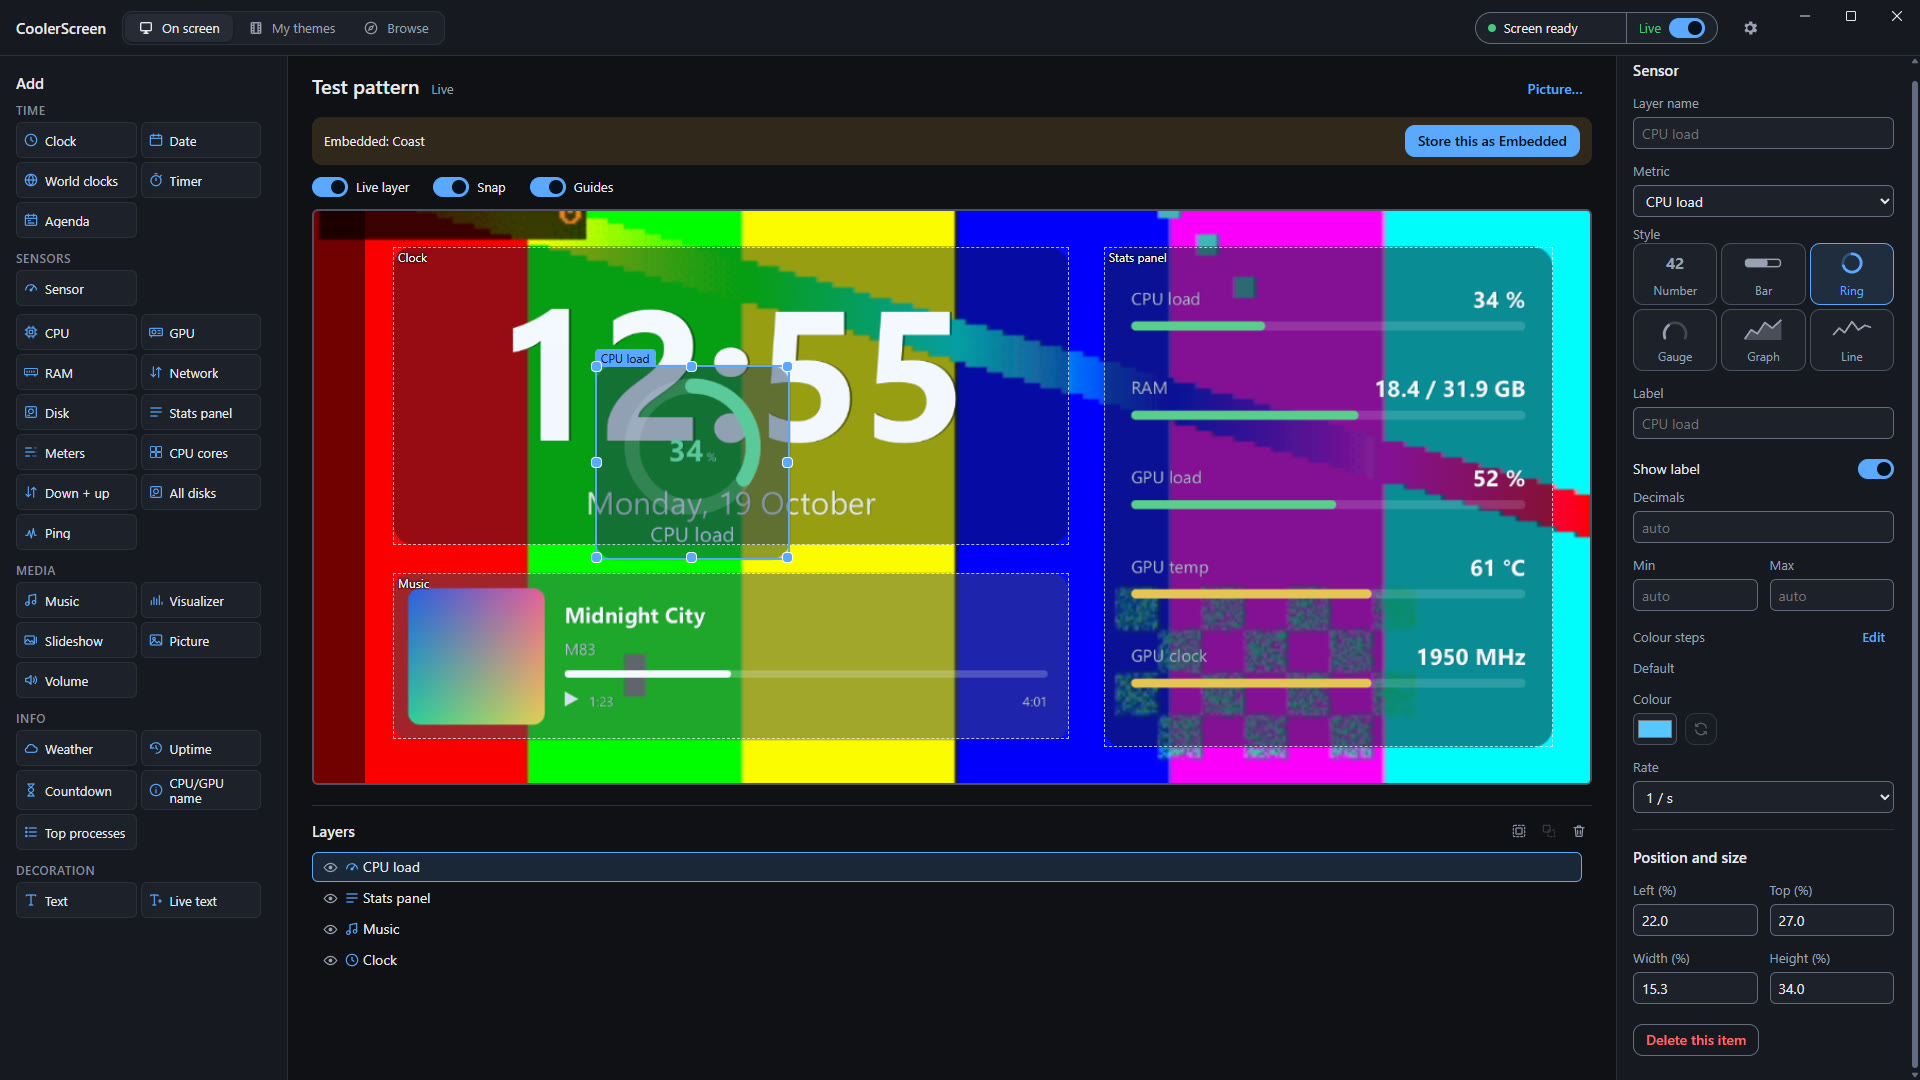 CoolerScreen
On screen
My themes
Browse
Screen ready
Live
Add
TIME
Clock
Date
World clocks
Timer
Agenda
SENSORS
Sensor
CPU
GPU
RAM
Network
Disk
Stats panel
Meters
CPU cores
Down + up
All disks
Ping
MEDIA
Music
Visualizer
Slideshow
Picture
Volume
INFO
Weather
Uptime
Countdown
CPU/GPU
name
Top processes
DECORATION
Text
Live text
Test pattern
Live
Picture...
Embedded: Coast
Store this as Embedded
Live layer
Snap
Guides
Clock
12:55
CPU load
34 %
Monday, 19 October
CPU load
Music
Midnight City
M83
1:23
4:01
Stats panel
CPU load
34 %
RAM
18.4 / 31.9 GB
GPU load
52 %
GPU temp
61 °C
GPU clock
1950 MHz
Layers
CPU load
Stats panel
Music
Clock
Sensor
Layer name
CPU load
Metric
CPU load
Style
42
Number
Bar
Ring
Gauge
Graph
Line
Label
CPU load
Show label
Decimals
auto
Min
Max
auto
auto
Colour steps
Edit
Default
Colour
Rate
1 / s
Position and size
Left (%)
Top (%)
22.0
27.0
Width (%)
Height (%)
15.3
34.0
Delete this item